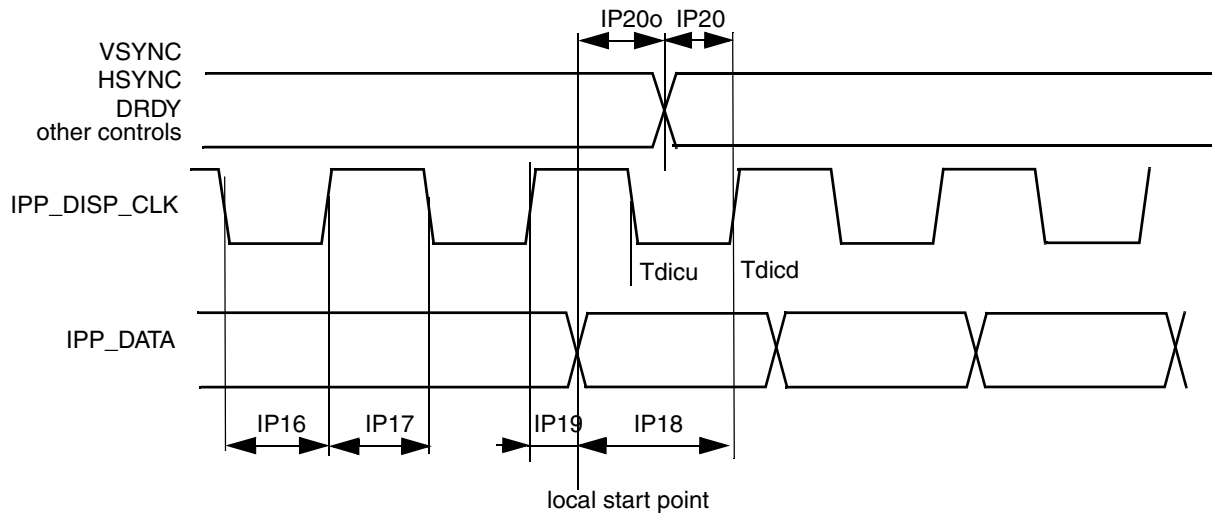 IP20o IP20
VSYNC
HSYNC
DRDY
other controls
IPP_DISP_CLK
Tdicu Tdicd
IPP_DATA
IP16 IP17 IP19 IP18
local start point